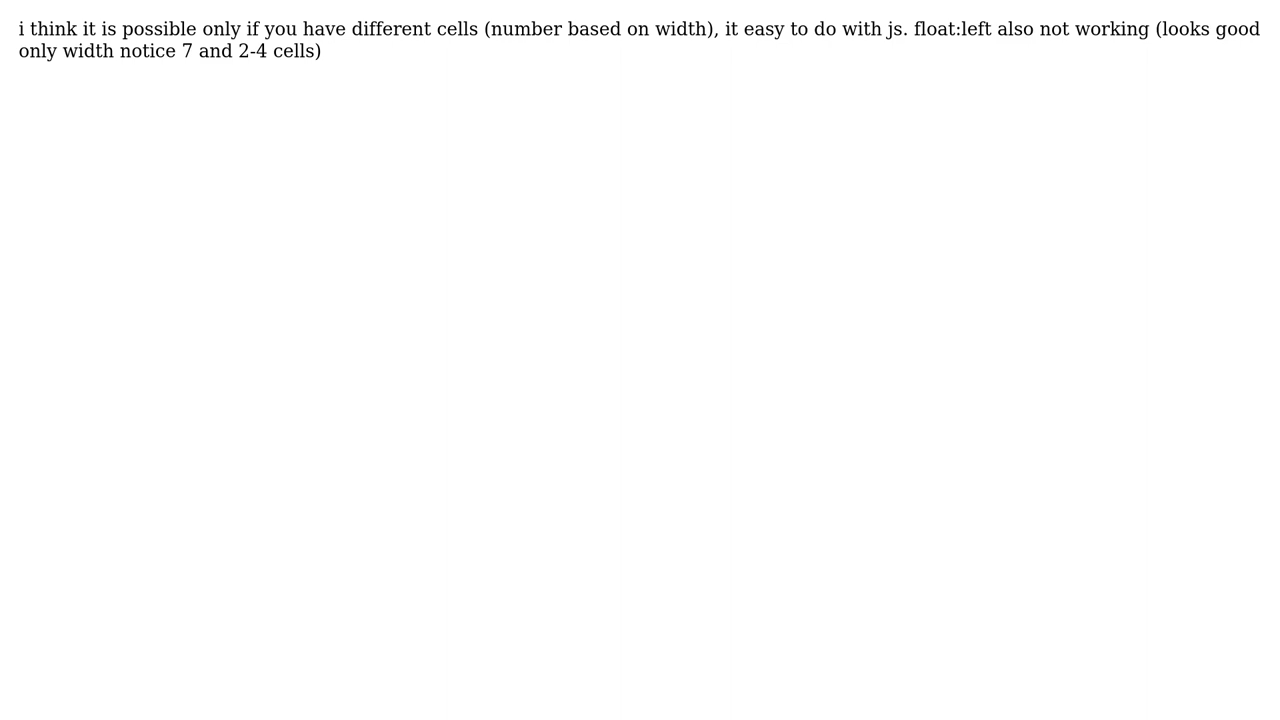 i think it is possible only if you have different cells (number based on width), it easy to do with js. float:left also not working (looks good
only width notice 7 and 2-4 cells)